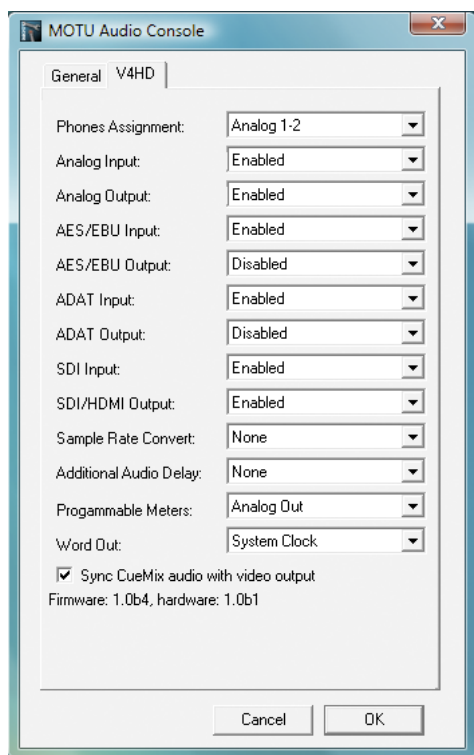 MOTU Audio Console
General V4HD
Phones Assignment: Analog 1-2
Analog Input: Enabled
Analog Output: Enabled
AES/EBU Input: Enabled
AES/EBU Output: Disabled
ADAT Input: Enabled
ADAT Output: Disabled
SDI Input: Enabled
SDI/HDMI Output: Enabled
Sample Rate Convert: None
Additional Audio Delay: None
Progammable Meters: Analog Out
Word Out: System Clock
Sync CueMix audio with video output
Firmware: 1.0b4, hardware: 1.0b1
Cancel OK